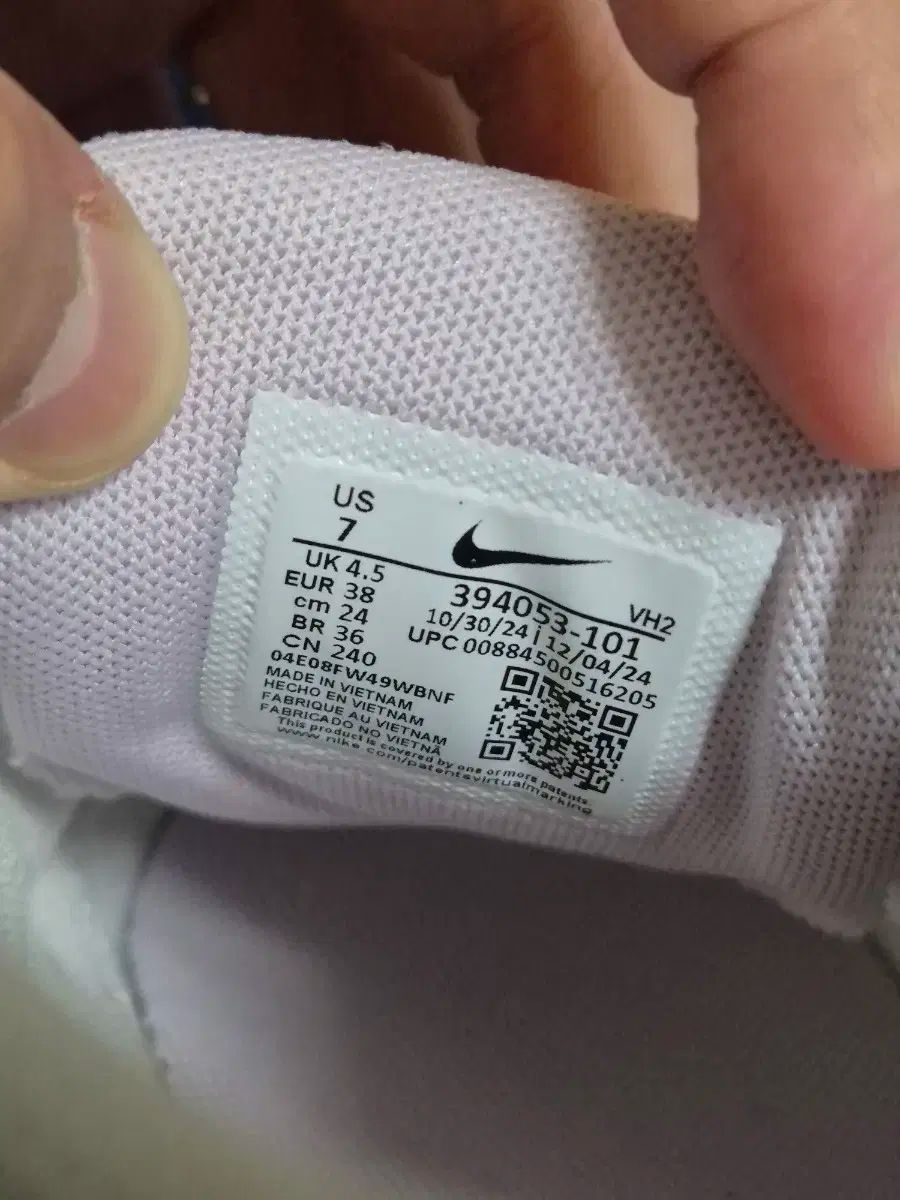 US
7
UK 4.5
EUR 38
cm 24
BR 36
CN 240
04E08FW49WBNF
MADE IN VIETNAM
HECHO EN VIETNAM
FABRIQUE AU VIETNAM
FABRICADO NO VIETNÃ
This product is covered by one or more patents.
www.nike.com/patentsvirtualmarking
VH2
394053-101
10/30/24 | 12/04/24
UPC 00884500516205